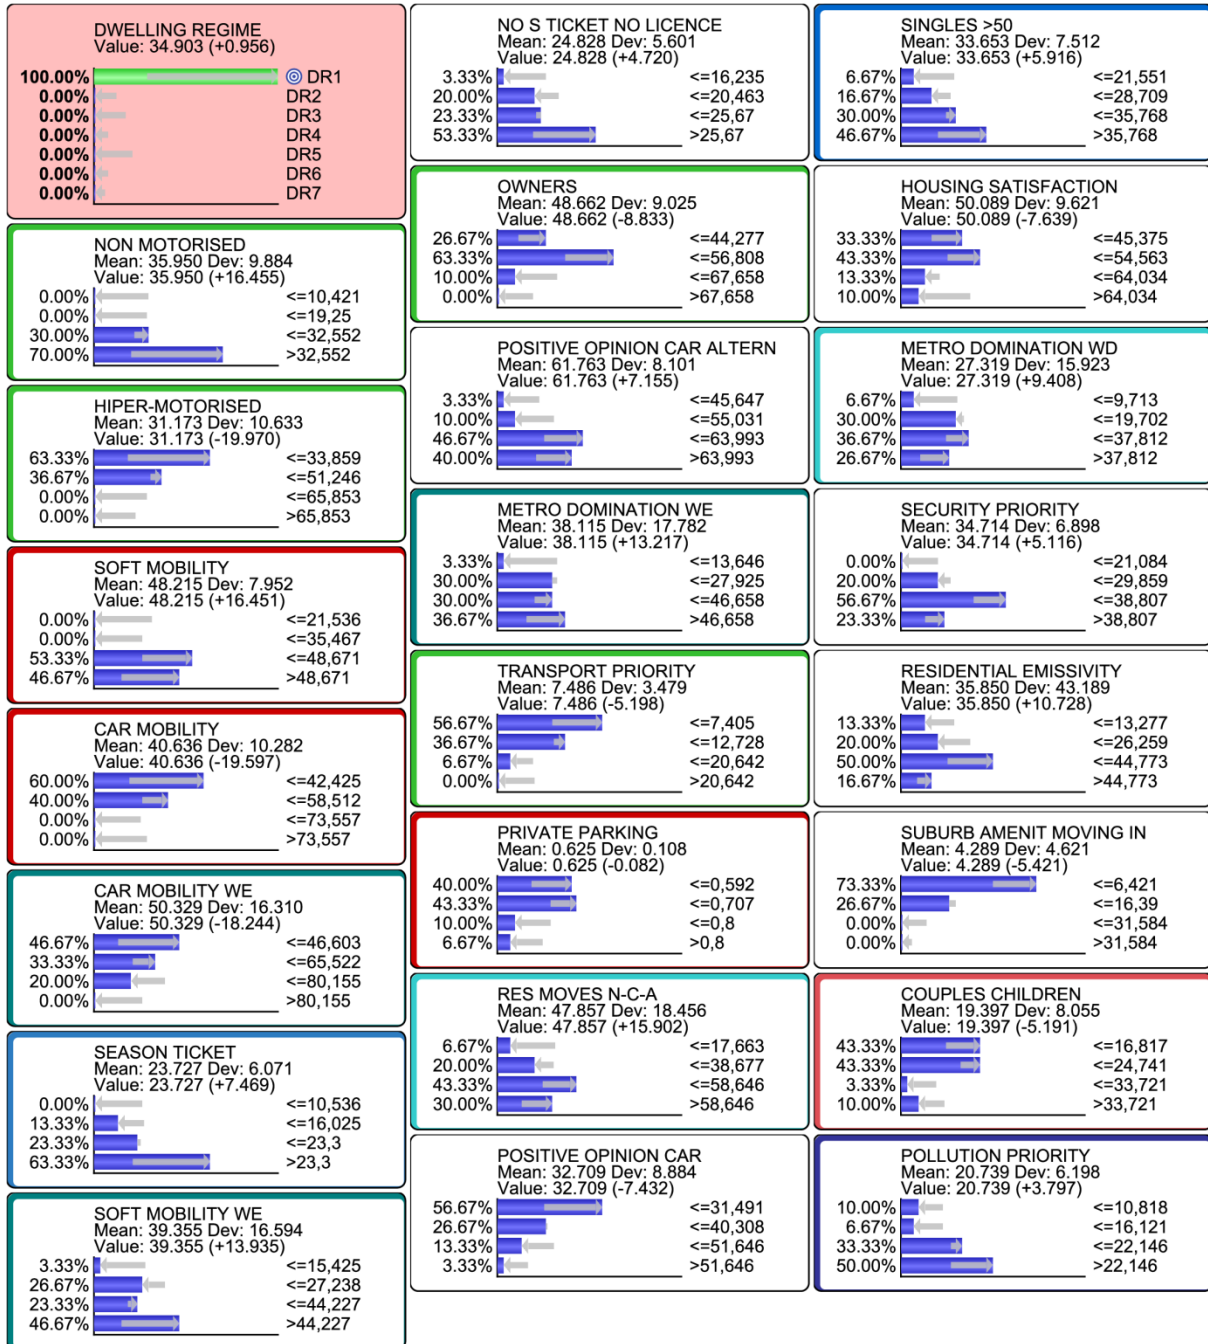 DWELLING REGIME
Value: 34.903 (+0.956)
100.00% DR1
0.00% DR2
0.00% DR3
0.00% DR4
0.00% DR5
0.00% DR6
0.00% DR7
NON MOTORISED
Mean: 35.950 Dev: 9.884
Value: 35.950 (+16.455)
0.00% <=10,421
0.00% <=19,25
30.00% <=32,552
70.00% >32,552
HIPER-MOTORISED
Mean: 31.173 Dev: 10.633
Value: 31.173 (-19.970)
63.33% <=33,859
36.67% <=51,246
0.00% <=65,853
0.00% >65,853
SOFT MOBILITY
Mean: 48.215 Dev: 7.952
Value: 48.215 (+16.451)
0.00% <=21,536
0.00% <=35,467
53.33% <=48,671
46.67% >48,671
CAR MOBILITY
Mean: 40.636 Dev: 10.282
Value: 40.636 (-19.597)
60.00% <=42,425
40.00% <=58,512
0.00% <=73,557
0.00% >73,557
CAR MOBILITY WE
Mean: 50.329 Dev: 16.310
Value: 50.329 (-18.244)
46.67% <=46,603
33.33% <=65,522
20.00% <=80,155
0.00% >80,155
SEASON TICKET
Mean: 23.727 Dev: 6.071
Value: 23.727 (+7.469)
0.00% <=10,536
13.33% <=16,025
23.33% <=23,3
63.33% >23,3
SOFT MOBILITY WE
Mean: 39.355 Dev: 16.594
Value: 39.355 (+13.935)
3.33% <=15,425
26.67% <=27,238
23.33% <=44,227
46.67% >44,227
NO S TICKET NO LICENCE
Mean: 24.828 Dev: 5.601
Value: 24.828 (+4.720)
3.33% <=16,235
20.00% <=20,463
23.33% <=25,67
53.33% >25,67
OWNERS
Mean: 48.662 Dev: 9.025
Value: 48.662 (-8.833)
26.67% <=44,277
63.33% <=56,808
10.00% <=67,658
0.00% >67,658
POSITIVE OPINION CAR ALTERN
Mean: 61.763 Dev: 8.101
Value: 61.763 (+7.155)
3.33% <=45,647
10.00% <=55,031
46.67% <=63,993
40.00% >63,993
METRO DOMINATION WE
Mean: 38.115 Dev: 17.782
Value: 38.115 (+13.217)
3.33% <=13,646
30.00% <=27,925
30.00% <=46,658
36.67% >46,658
TRANSPORT PRIORITY
Mean: 7.486 Dev: 3.479
Value: 7.486 (-5.198)
56.67% <=7,405
36.67% <=12,728
6.67% <=20,642
0.00% >20,642
PRIVATE PARKING
Mean: 0.625 Dev: 0.108
Value: 0.625 (-0.082)
40.00% <=0,592
43.33% <=0,707
10.00% <=0,8
6.67% >0,8
RES MOVES N-C-A
Mean: 47.857 Dev: 18.456
Value: 47.857 (+15.902)
6.67% <=17,663
20.00% <=38,677
43.33% <=58,646
30.00% >58,646
POSITIVE OPINION CAR
Mean: 32.709 Dev: 8.884
Value: 32.709 (-7.432)
56.67% <=31,491
26.67% <=40,308
13.33% <=51,646
3.33% >51,646
SINGLES >50
Mean: 33.653 Dev: 7.512
Value: 33.653 (+5.916)
6.67% <=21,551
16.67% <=28,709
30.00% <=35,768
46.67% >35,768
HOUSING SATISFACTION
Mean: 50.089 Dev: 9.621
Value: 50.089 (-7.639)
33.33% <=45,375
43.33% <=54,563
13.33% <=64,034
10.00% >64,034
METRO DOMINATION WD
Mean: 27.319 Dev: 15.923
Value: 27.319 (+9.408)
6.67% <=9,713
30.00% <=19,702
36.67% <=37,812
26.67% >37,812
SECURITY PRIORITY
Mean: 34.714 Dev: 6.898
Value: 34.714 (+5.116)
0.00% <=21,084
20.00% <=29,859
56.67% <=38,807
23.33% >38,807
RESIDENTIAL EMISSIVITY
Mean: 35.850 Dev: 43.189
Value: 35.850 (+10.728)
13.33% <=13,277
20.00% <=26,259
50.00% <=44,773
16.67% >44,773
SUBURB AMENIT MOVING IN
Mean: 4.289 Dev: 4.621
Value: 4.289 (-5.421)
73.33% <=6,421
26.67% <=16,39
0.00% <=31,584
0.00% >31,584
COUPLES CHILDREN
Mean: 19.397 Dev: 8.055
Value: 19.397 (-5.191)
43.33% <=16,817
43.33% <=24,741
3.33% <=33,721
10.00% >33,721
POLLUTION PRIORITY
Mean: 20.739 Dev: 6.198
Value: 20.739 (+3.797)
10.00% <=10,818
6.67% <=16,121
33.33% <=22,146
50.00% >22,146